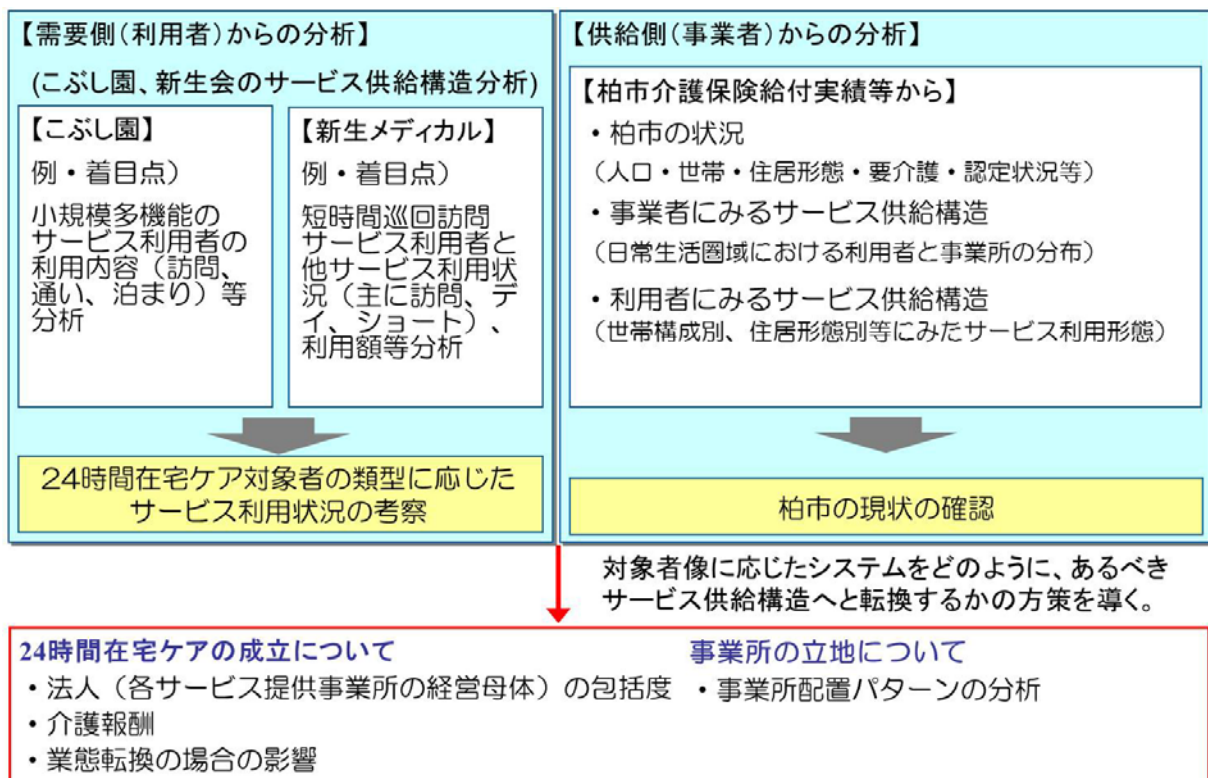 【需要側(利用者)からの分析】
(こぶし園、新生会のサービス供給構造分析)
【こぶし園】
例・着目点）
小規模多機能の
サービス利用者の
利用内容（訪問、
通い、泊まり）等
分析
【新生メディカル】
例・着目点）
短時間巡回訪問
サービス利用者と
他サービス利用状
況（主に訪問、デ
イ、ショート）、
利用額等分析
24時間在宅ケア対象者の類型に応じた
サービス利用状況の考察
【供給側(事業者)からの分析】
【柏市介護保険給付実績等から】
・柏市の状況
（人口・世帯・住居形態・要介護・認定状況等）
・事業者にみるサービス供給構造
（日常生活圏域における利用者と事業所の分布）
・利用者にみるサービス供給構造
（世帯構成別、住居形態別等にみたサービス利用形態）
柏市の現状の確認
対象者像に応じたシステムをどのように、あるべき
サービス供給構造へと転換するかの方策を導く。
24時間在宅ケアの成立について
・法人（各サービス提供事業所の経営母体）の包括度
・介護報酬
・業態転換の場合の影響
事業所の立地について
・事業所配置パターンの分析